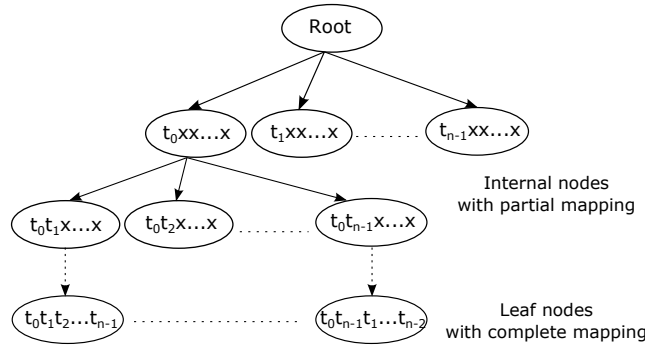 Root
t₀xx...x t₁xx...x tₙ₋₁xx...x
Internal nodes
with partial mapping
t₀t₁x...x t₀t₂x...x t₀tₙ₋₁x...x
Leaf nodes
with complete mapping
t₀t₁t₂...tₙ₋₁ t₀tₙ₋₁t₁...tₙ₋₂